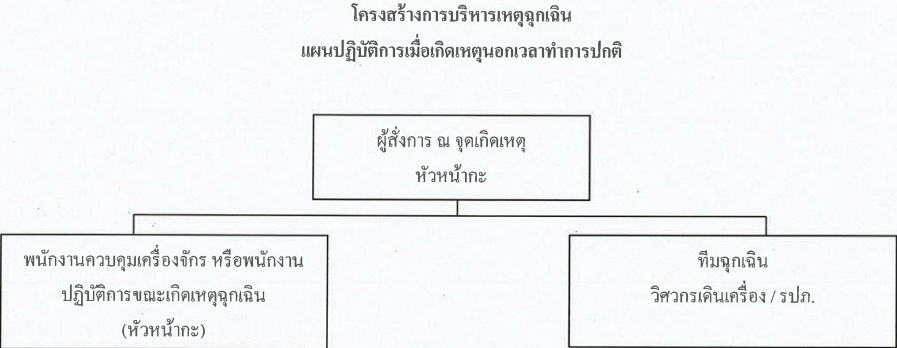 โครงสร้างการบริหารเหตุฉุกเฉิน
แผนปฏิบัติการเมื่อเกิดเหตุนอกเวลาทำการปกติ
ผู้สั่งการ ณ จุดเกิดเหตุ
หัวหน้ากะ
พนักงานควบคุมเครื่องจักร หรือพนักงาน
ปฏิบัติการขณะเกิดเหตุฉุกเฉิน
(หัวหน้ากะ)
ทีมฉุกเฉิน
วิศวกรเดินเครื่อง / รปภ.